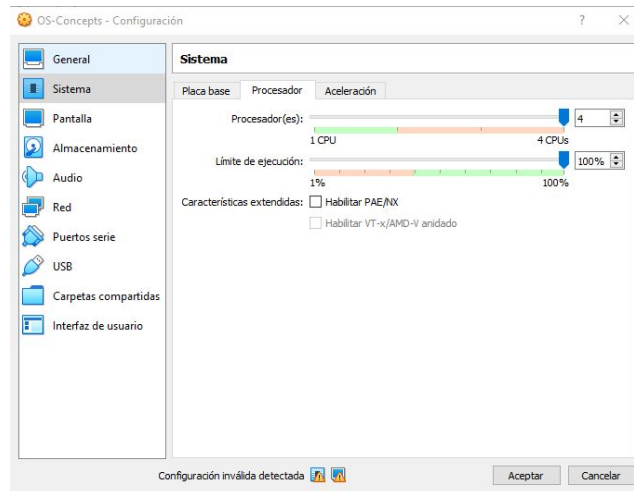 OS-Concepts - Configuración
General
Sistema
Pantalla
Almacenamiento
Audio
Red
Puertos serie
USB
Carpetas compartidas
Interfaz de usuario
Sistema
Placa base Procesador Aceleración
Procesador(es): 4
1 CPU 4 CPUs
Límite de ejecución: 100%
1% 100%
Características extendidas: Habilitar PAE/NX
Habilitar VT-x/AMD-V anidado
Configuración inválida detectada Aceptar Cancelar